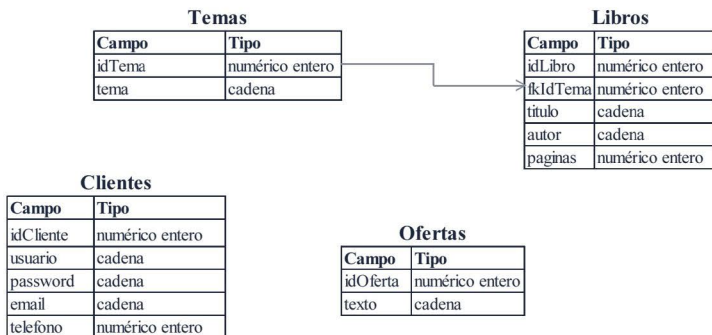 Temas
Campo Tipo
idTema numérico entero
tema cadena
Libros
Campo Tipo
idLibro numérico entero
fkIdTema numérico entero
titulo cadena
autor cadena
paginas numérico entero
Clientes
Campo Tipo
idCliente numérico entero
usuario cadena
password cadena
email cadena
telefono numérico entero
Ofertas
Campo Tipo
idOferta numérico entero
texto cadena